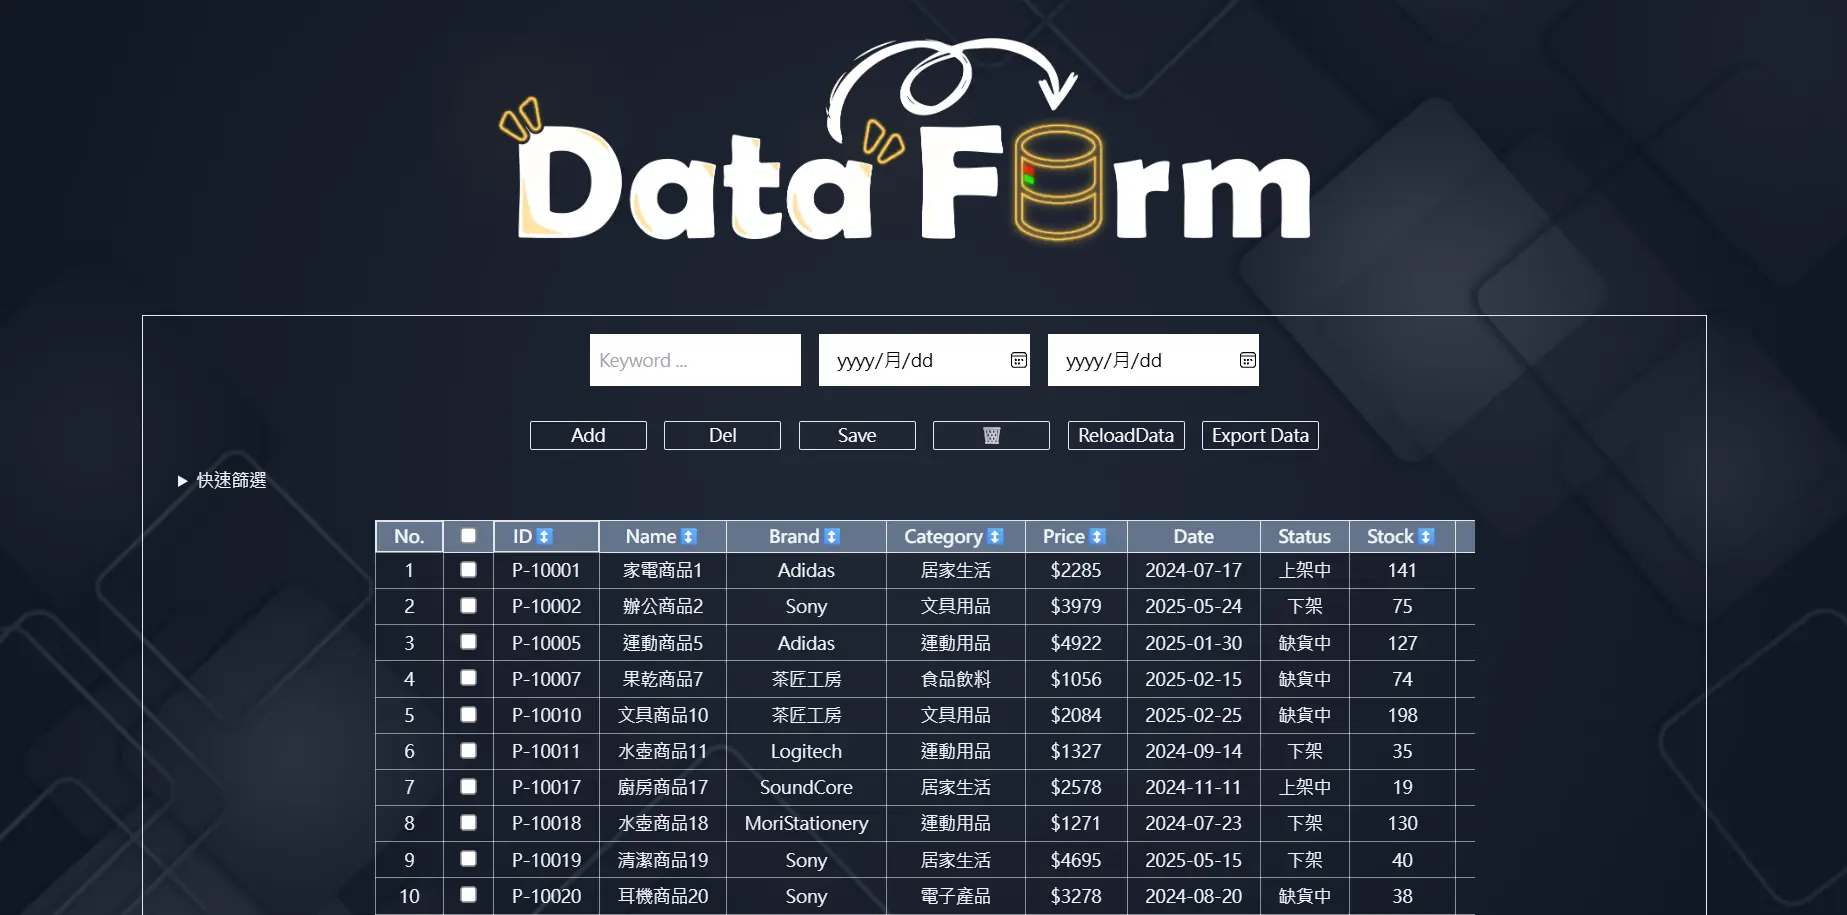 Data Form
Keyword ... yyyy/月/dd yyyy/月/dd
Add Del Save ReloadData Export Data
快速篩選
No. ID Name Brand Category Price Date Status Stock
1 P-10001 家電商品1 Adidas 居家生活 $2285 2024-07-17 上架中 141
2 P-10002 辦公商品2 Sony 文具用品 $3979 2025-05-24 下架 75
3 P-10005 運動商品5 Adidas 運動用品 $4922 2025-01-30 缺貨中 127
4 P-10007 果乾商品7 茶匠工房 食品飲料 $1056 2025-02-15 缺貨中 74
5 P-10010 文具商品10 茶匠工房 文具用品 $2084 2025-02-25 缺貨中 198
6 P-10011 水壺商品11 Logitech 運動用品 $1327 2024-09-14 下架 35
7 P-10017 廚房商品17 SoundCore 居家生活 $2578 2024-11-11 上架中 19
8 P-10018 水壺商品18 MoriStationery 運動用品 $1271 2024-07-23 下架 130
9 P-10019 清潔商品19 Sony 居家生活 $4695 2025-05-15 下架 40
10 P-10020 耳機商品20 Sony 電子產品 $3278 2024-08-20 缺貨中 38